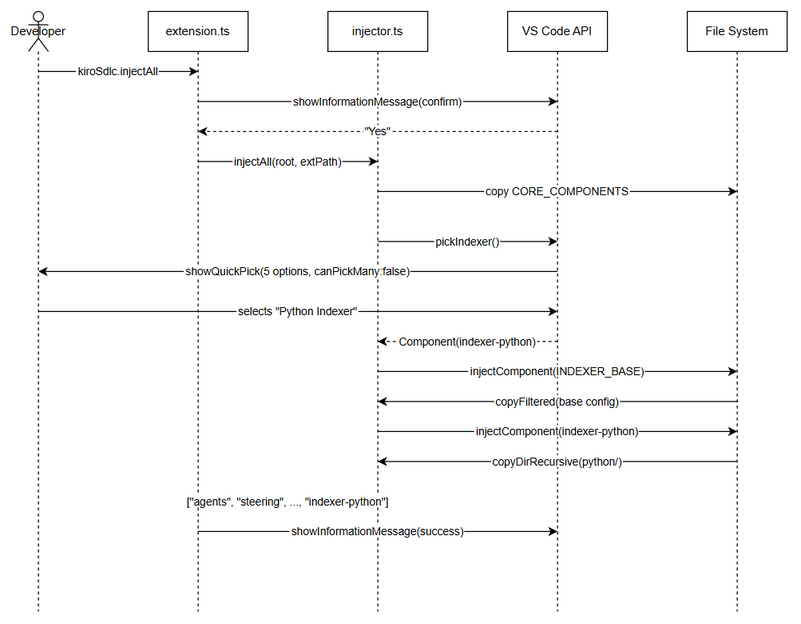 Developer
extension.ts
injector.ts
VS Code API
File System
kiroSdlc.injectAll
showInformationMessage(confirm)
"Yes"
injectAll(root, extPath)
copy CORE_COMPONENTS
pickIndexer()
showQuickPick(5 options, canPickMany:false)
selects "Python Indexer"
Component(indexer-python)
injectComponent(INDEXER_BASE)
copyFiltered(base config)
injectComponent(indexer-python)
copyDirRecursive(python/)
["agents", "steering", ..., "indexer-python"]
showInformationMessage(success)